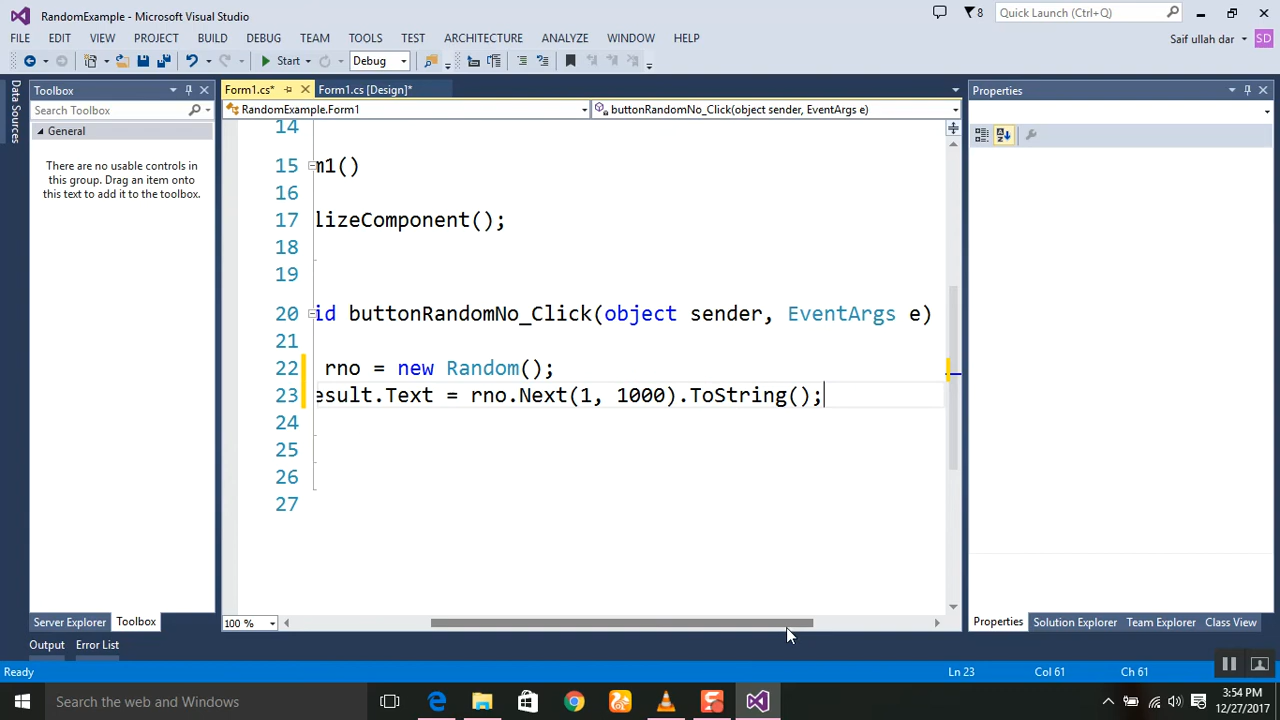 RandomExample - Microsoft Visual Studio
8
Quick Launch (Ctrl+Q)
FILE EDIT VIEW PROJECT BUILD DEBUG TEAM TOOLS TEST ARCHITECTURE ANALYZE WINDOW HELP
Saif ullah dar
SD
Start
Debug
Data Sources
Toolbox
Search Toolbox
General
There are no usable controls in
this group. Drag an item onto
this text to add it to the toolbox.
Server Explorer Toolbox
Form1.cs* Form1.cs [Design]*
RandomExample.Form1
buttonRandomNo_Click(object sender, EventArgs e)
14
15 m1()
16
17 lizeComponent();
18
19
20 id buttonRandomNo_Click(object sender, EventArgs e)
21
22 rno = new Random();
23 esult.Text = rno.Next(1, 1000).ToString();
24
25
26
27
100 %
Properties
Properties Solution Explorer Team Explorer Class View
Output Error List
Ready
Ln 23 Col 61 Ch 61
Search the web and Windows
3:54 PM
12/27/2017